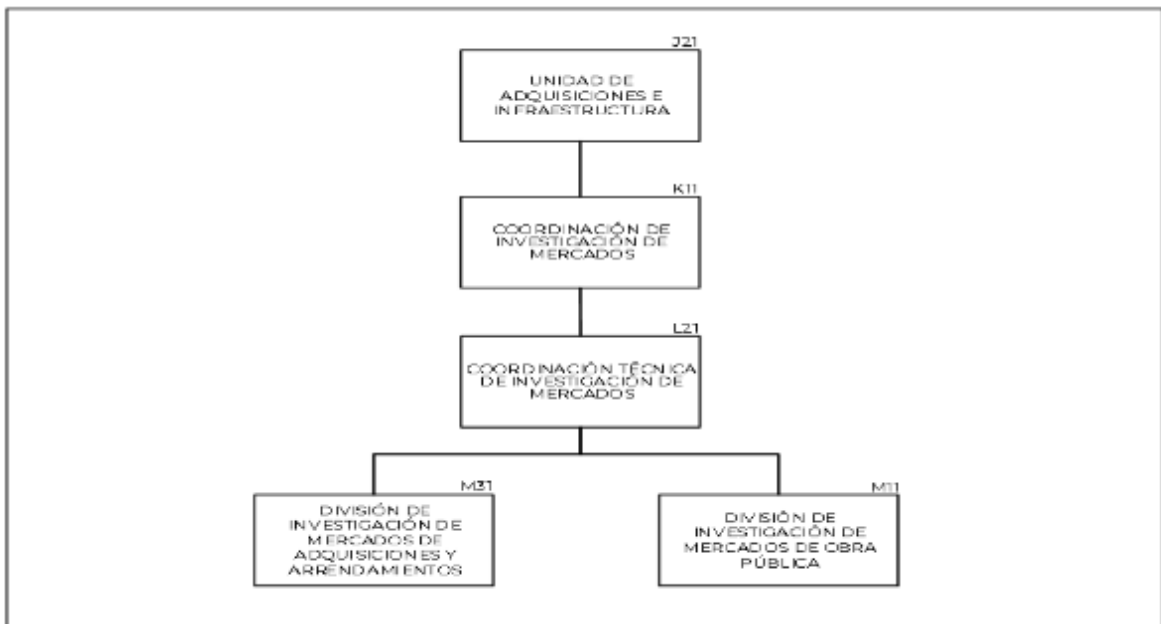 J21
UNIDAD DE
ADQUISICIONES E
INFRAESTRUCTURA
K11
COORDINACIÓN DE
INVESTIGACIÓN DE
MERCADOS
L21
COORDINACIÓN TÉCNICA
DE INVESTIGACIÓN DE
MERCADOS
M31
DIVISIÓN DE
INVESTIGACIÓN DE
MERCADOS DE
ADQUISICIONES Y
ARRENDAMIENTOS
M11
DIVISIÓN DE
INVESTIGACIÓN DE
MERCADOS DE OBRA
PÚBLICA